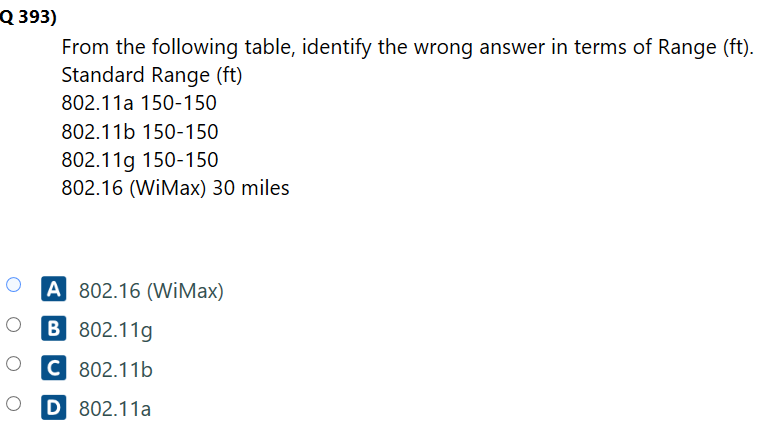 Q 393)
From the following table, identify the wrong answer in terms of Range (ft).
Standard Range (ft)
802.11a 150-150
802.11b 150-150
802.11g 150-150
802.16 (WiMax) 30 miles
A 802.16 (WiMax)
B 802.11g
C 802.11b
D 802.11a